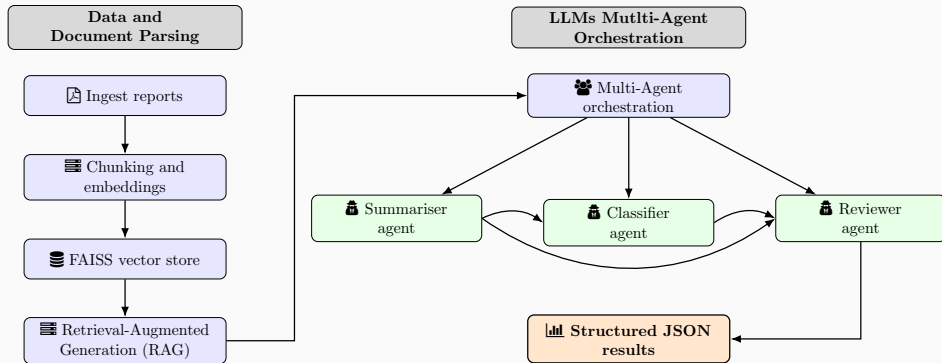 Data and
Document Parsing
Ingest reports
Chunking and
embeddings
FAISS vector store
Retrieval-Augmented
Generation (RAG)
LLMs Mutlti-Agent
Orchestration
Multi-Agent
orchestration
Summariser
agent
Classifier
agent
Reviewer
agent
Structured JSON
results